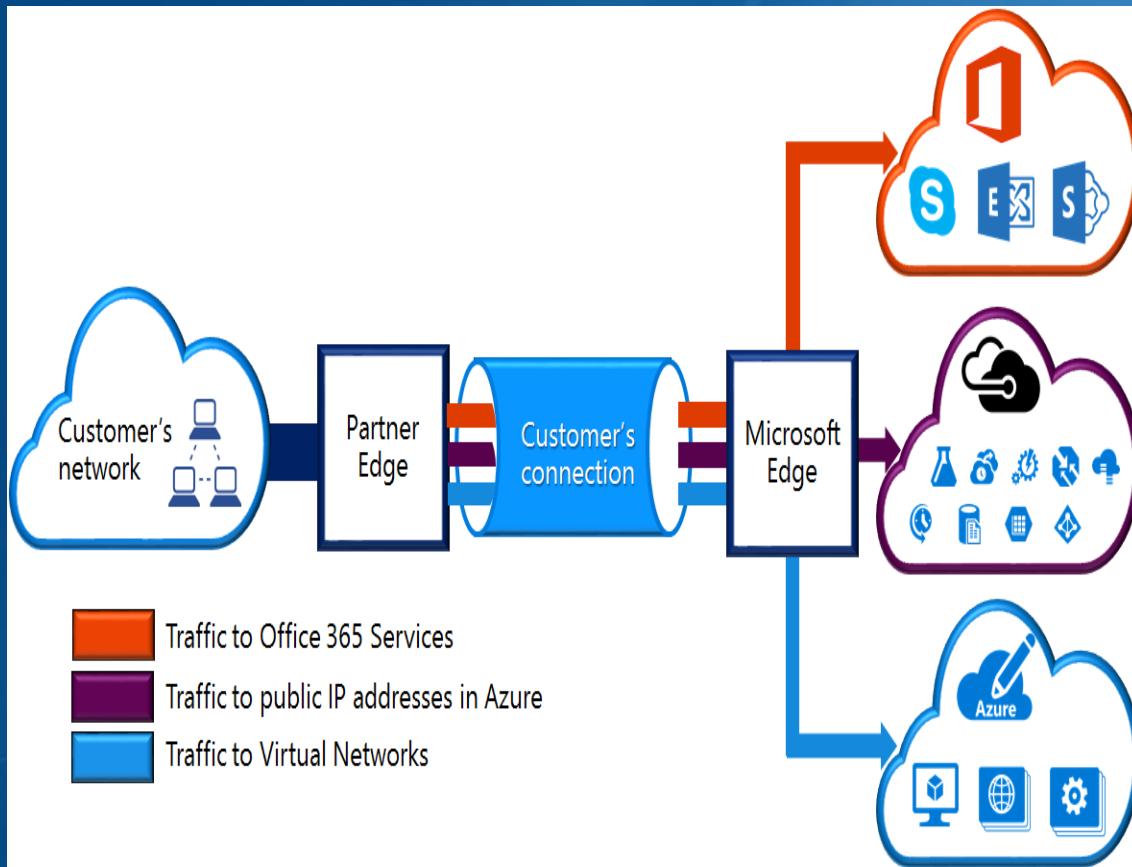 Customer's
network
Partner
Edge
Customer's
connection
Microsoft
Edge
S
E
S
Azure
Traffic to Office 365 Services
Traffic to public IP addresses in Azure
Traffic to Virtual Networks